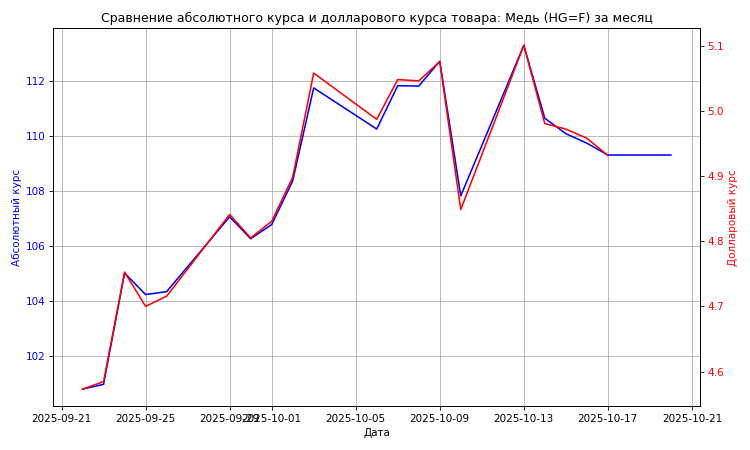 Сравнение абсолютного курса и долларового курса товара: Медь (HG=F) за месяц
Абсолютный курс
112
110
108
106
104
102
5.1
5.0
4.9
4.8
4.7
4.6
Долларовый курс
2025-09-21 2025-09-25 2025-09-29 2025-10-01 2025-10-05 2025-10-09 2025-10-13 2025-10-17 2025-10-21
Дата